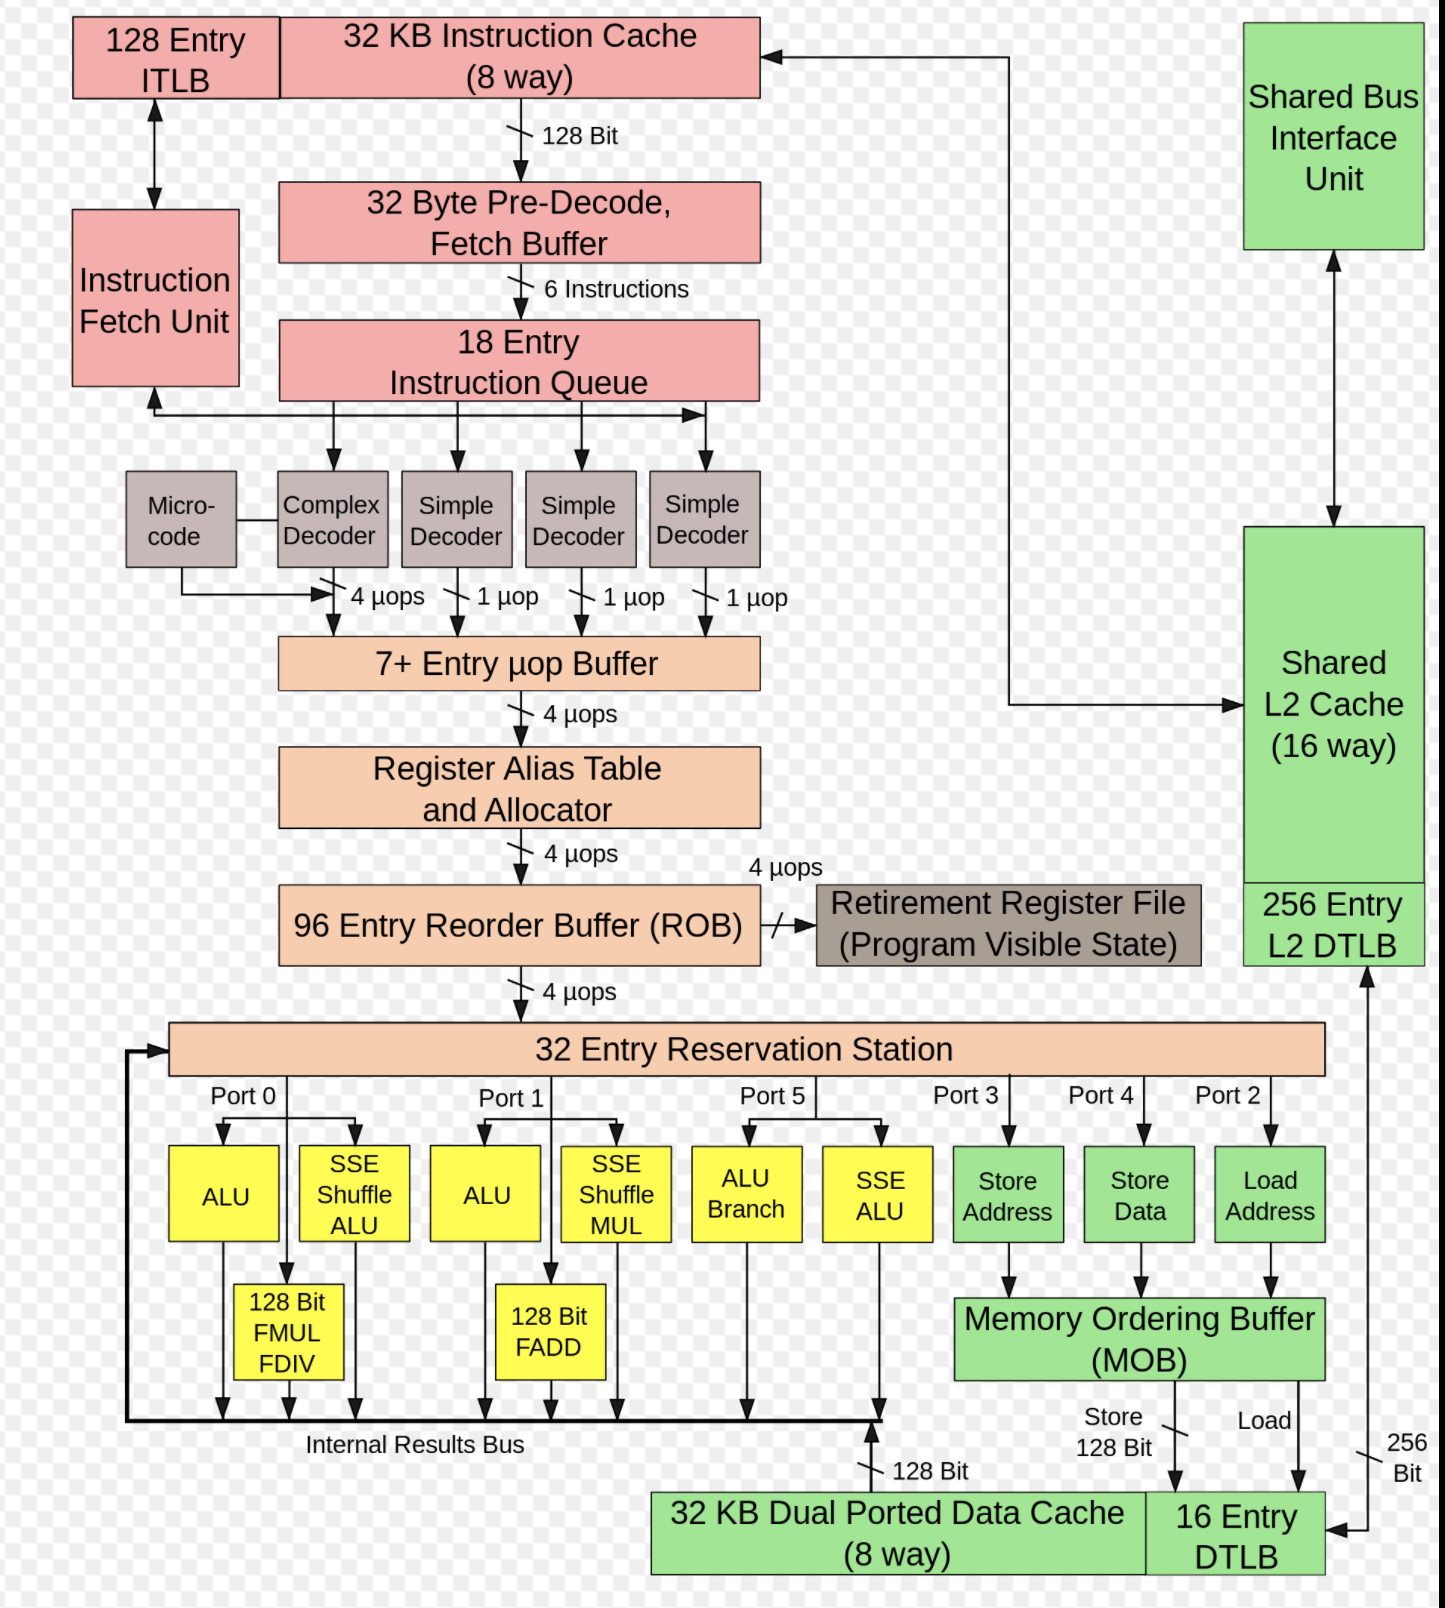 128 Entry
ITLB
32 KB Instruction Cache
(8 way)
Shared Bus
Interface
Unit
128 Bit
32 Byte Pre-Decode,
Fetch Buffer
Instruction
Fetch Unit
6 Instructions
18 Entry
Instruction Queue
Micro-
code
Complex
Decoder
Simple
Decoder
Simple
Decoder
Simple
Decoder
4 µops
1 µop
1 µop
1 µop
7+ Entry µop Buffer
Shared
L2 Cache
(16 way)
4 µops
Register Alias Table
and Allocator
4 µops
4 µops
96 Entry Reorder Buffer (ROB)
Retirement Register File
(Program Visible State)
256 Entry
L2 DTLB
4 µops
32 Entry Reservation Station
Port 0
Port 1
Port 5
Port 3
Port 4
Port 2
ALU
SSE
Shuffle
ALU
ALU
SSE
Shuffle
MUL
ALU
Branch
SSE
ALU
Store
Address
Store
Data
Load
Address
128 Bit
FMUL
FDIV
128 Bit
FADD
Memory Ordering Buffer
(MOB)
Internal Results Bus
Store
128 Bit
Load
256
Bit
128 Bit
32 KB Dual Ported Data Cache
(8 way)
16 Entry
DTLB